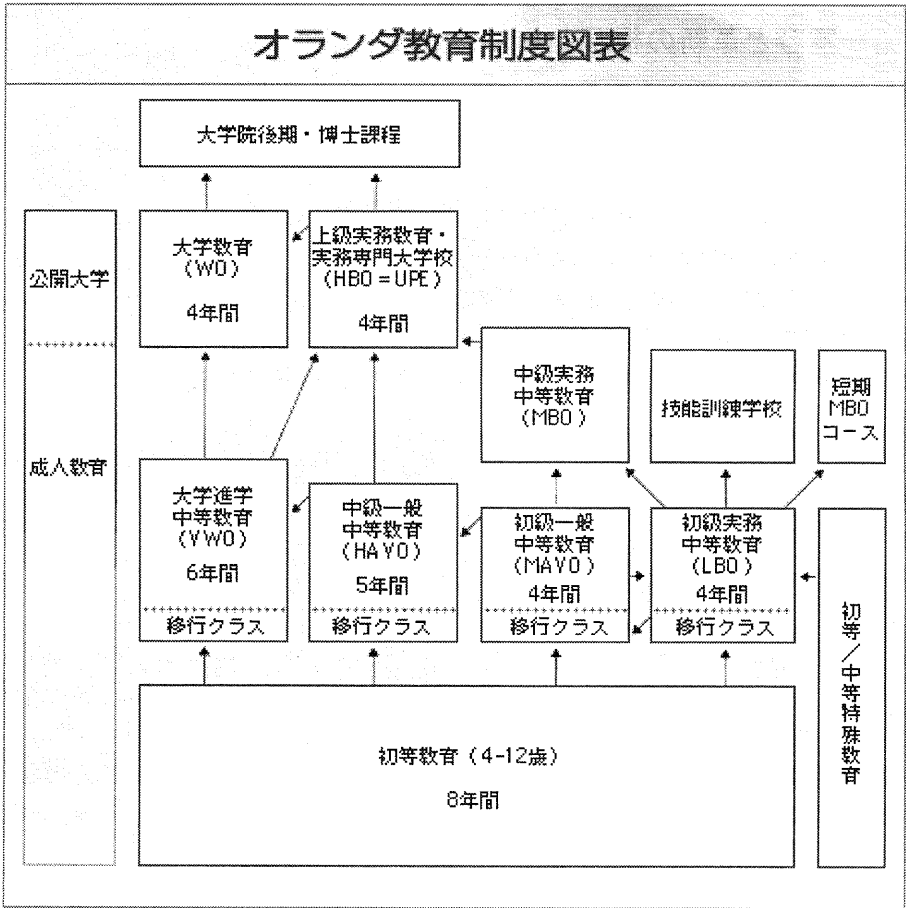 オランダ教育制度図表
大学院後期・博士課程
公開大学
成人教育
大学教育
(WO)
4年間
上級実務教育・
実務専門大学校
(HBO=UPE)
4年間
中級実務
中等教育
(MBO)
技能訓練学校
短期
MBO
コース
大学進学
中等教育
(VWO)
6年間
移行クラス
中級一般
中等教育
(HAVO)
5年間
移行クラス
初級一般
中等教育
(MAVO)
4年間
移行クラス
初級実務
中等教育
(LBO)
4年間
移行クラス
初等/中等特殊教育
初等教育(4-12歳)
8年間